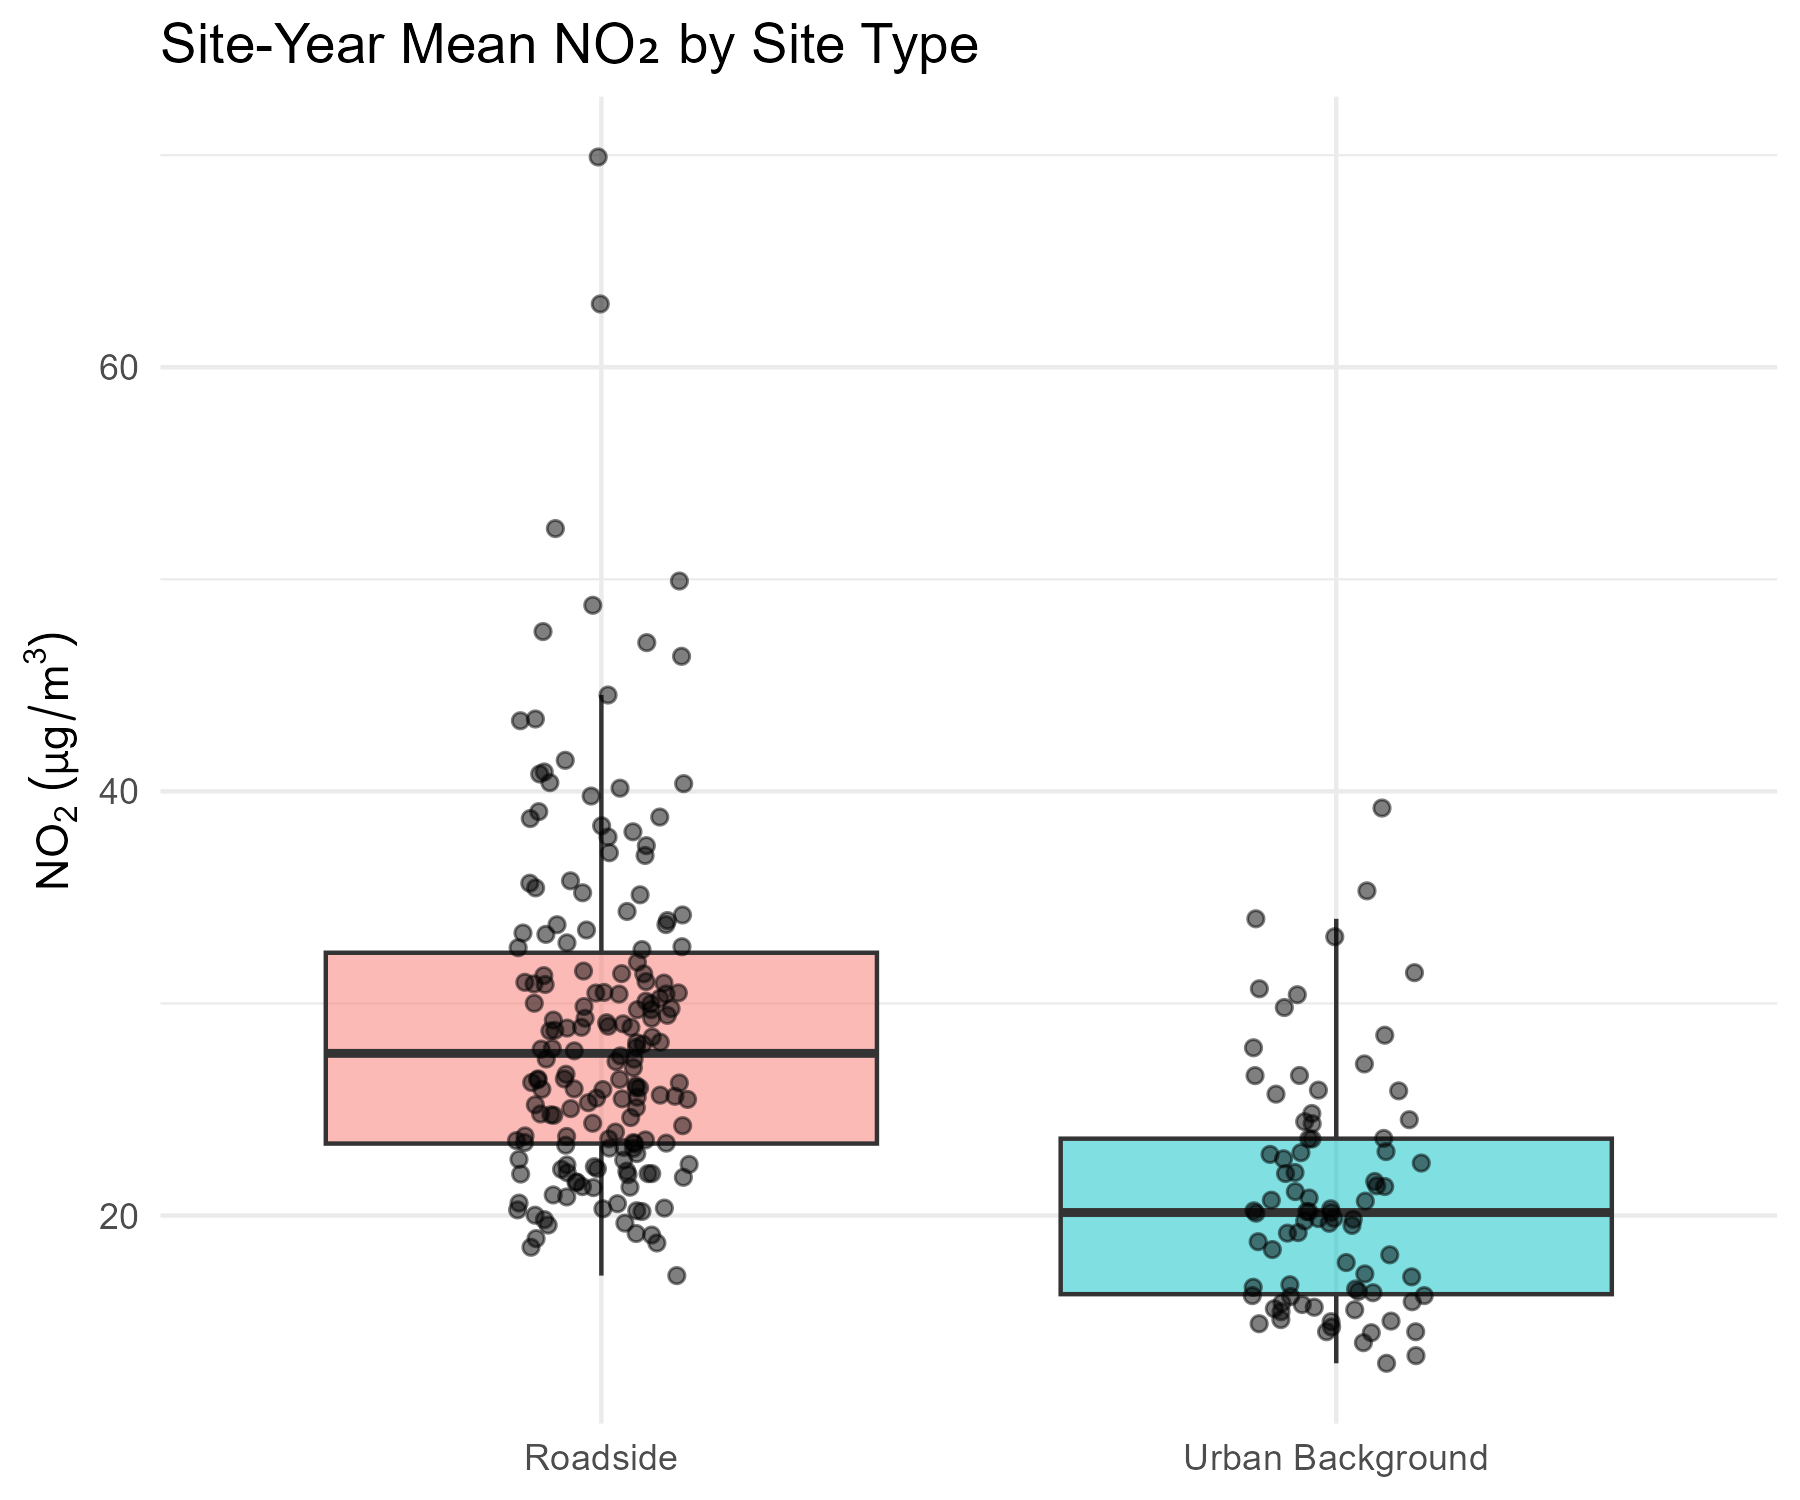 Site-Year Mean NO₂ by Site Type
NO₂ (µg/m³)
60
40
20
Roadside
Urban Background